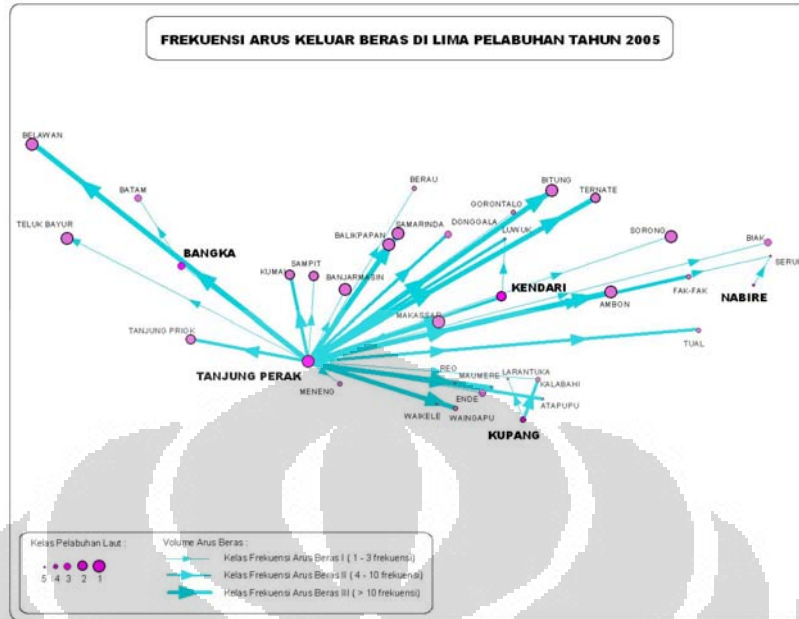 FREKUENSI ARUS KELUAR BERAS DI LIMA PELABUHAN TAHUN 2005
BELAWAN
BATAM
BERAU
BITUNG
TERNATE
GORONTALO
TELUK BAYUR
SAMARINDA
DONGGALA
LUWUK
SORONG
BALIKPAPAN
BIAK
BANGKA
SERUI
KUMAI
SAMPIT
BANJARMASIN
KENDARI
FAK-FAK
NABIRE
AMBON
MAKASSAR
TANJUNG PRIOK
TUAL
TANJUNG PERAK
REO
MAUMERE
LARANTUKA
KALABAHI
MENENG
ENDE
ATAPUPU
WAIKELE
WAINGAPU
KUPANG
Kelas Pelabuhan Laut :
5 4 3 2 1
Volume Arus Beras :
Kelas Frekuensi Arus Beras I ( 1 - 3 frekuensi)
Kelas Frekuensi Arus Beras II ( 4 - 10 frekuensi)
Kelas Frekuensi Arus Beras III ( > 10 frekuensi)